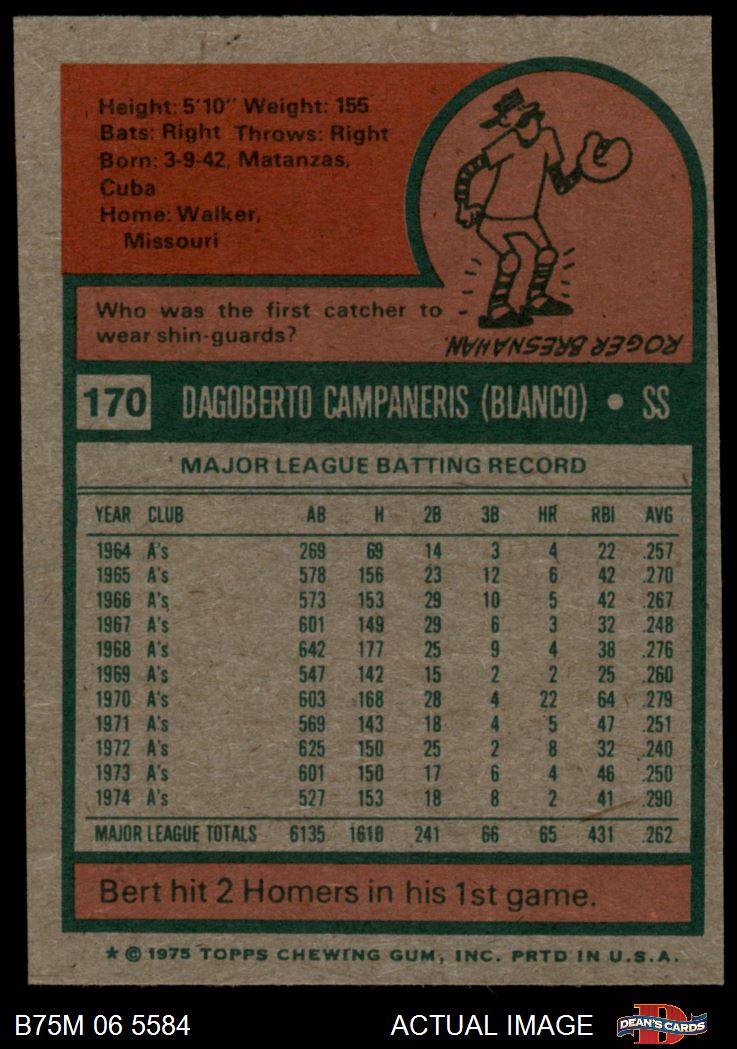 Height: 5'10" Weight: 155
Bats: Right Throws: Right
Born: 3-9-42, Matanzas,
Cuba
Home: Walker,
Missouri
Who was the first catcher to
wear shin-guards?
ROGER BRESNAHAN.
170 DAGOBERTO CAMPANERIS (BLANCO) • SS
MAJOR LEAGUE BATTING RECORD
YEAR CLUB AB H 2B 3B HR RBI AVG
1964 A's 269 69 14 3 4 22 .257
1965 A's 578 156 23 12 6 42 .270
1966 A's 573 153 29 10 5 42 .267
1967 A's 601 149 29 6 3 32 .248
1968 A's 642 177 25 9 4 38 .276
1969 A's 547 142 15 2 2 25 .260
1970 A's 603 168 28 4 22 64 .279
1971 A's 569 143 18 4 5 47 .251
1972 A's 625 150 25 2 8 32 .240
1973 A's 601 150 17 6 4 46 .250
1974 A's 527 153 18 8 2 41 .290
MAJOR LEAGUE TOTALS 6135 1610 241 66 65 431 .262
Bert hit 2 Homers in his 1st game.
* © 1975 TOPPS CHEWING GUM, INC. PRTD IN U.S.A.
B75M 06 5584 ACTUAL IMAGE D DEAN'S CARDS